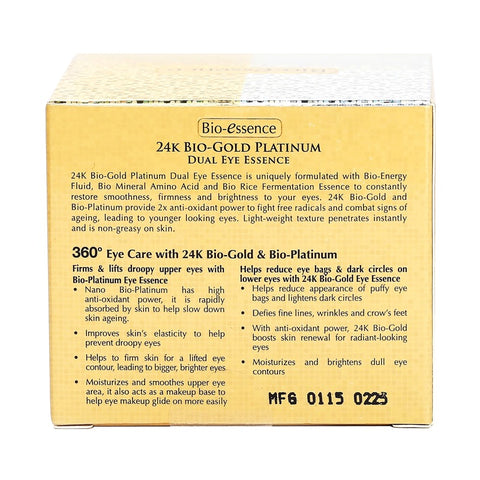 Bio-essence
24K BIO-GOLD PLATINUM
DUAL EYE ESSENCE
24K Bio-Gold Platinum Dual Eye Essence is uniquely formulated with Bio-Energy
Fluid, Bio Mineral Amino Acid and Bio Rice Fermentation Essence to constantly
restore smoothness, firmness and brightness to your eyes. 24K Bio-Gold and
Bio-Platinum provide 2x anti-oxidant power to fight free radicals and combat signs of
ageing, leading to younger looking eyes. Light-weight texture penetrates instantly
and is non-greasy on skin.
360° Eye Care with 24K Bio-Gold & Bio-Platinum
Firms & lifts droopy upper eyes with
Bio-Platinum Eye Essence
• Nano Bio-Platinum has high
anti-oxidant power, it is rapidly
absorbed by skin to help slow down
skin ageing.
• Improves skin's elasticity to help
prevent droopy eyes
• Helps to firm skin for a lifted eye
contour, leading to bigger, brighter eyes
• Moisturizes and smoothes upper eye
area, it also acts as a makeup base to
help eye makeup glide on more easily
Helps reduce eye bags & dark circles on
lower eyes with 24K Bio-Gold Eye Essence
• Helps reduce appearance of puffy eye
bags and lightens dark circles
• Defines fine lines, wrinkles and crow's feet
• With anti-oxidant power, 24K Bio-Gold
boosts skin renewal for radiant-looking
eyes
• Moisturizes and brightens dull eye
contours
MFG 0115 0225